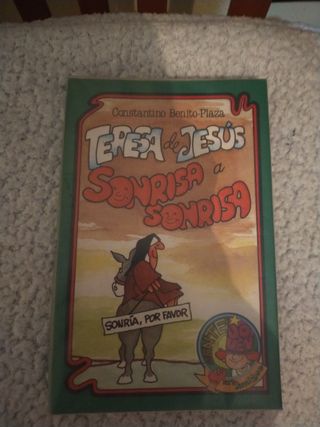 Constantino Benito-Plaza
TERESA de JESÚS
SONRISA a
SONRISA
SONRÍA, POR FAVOR